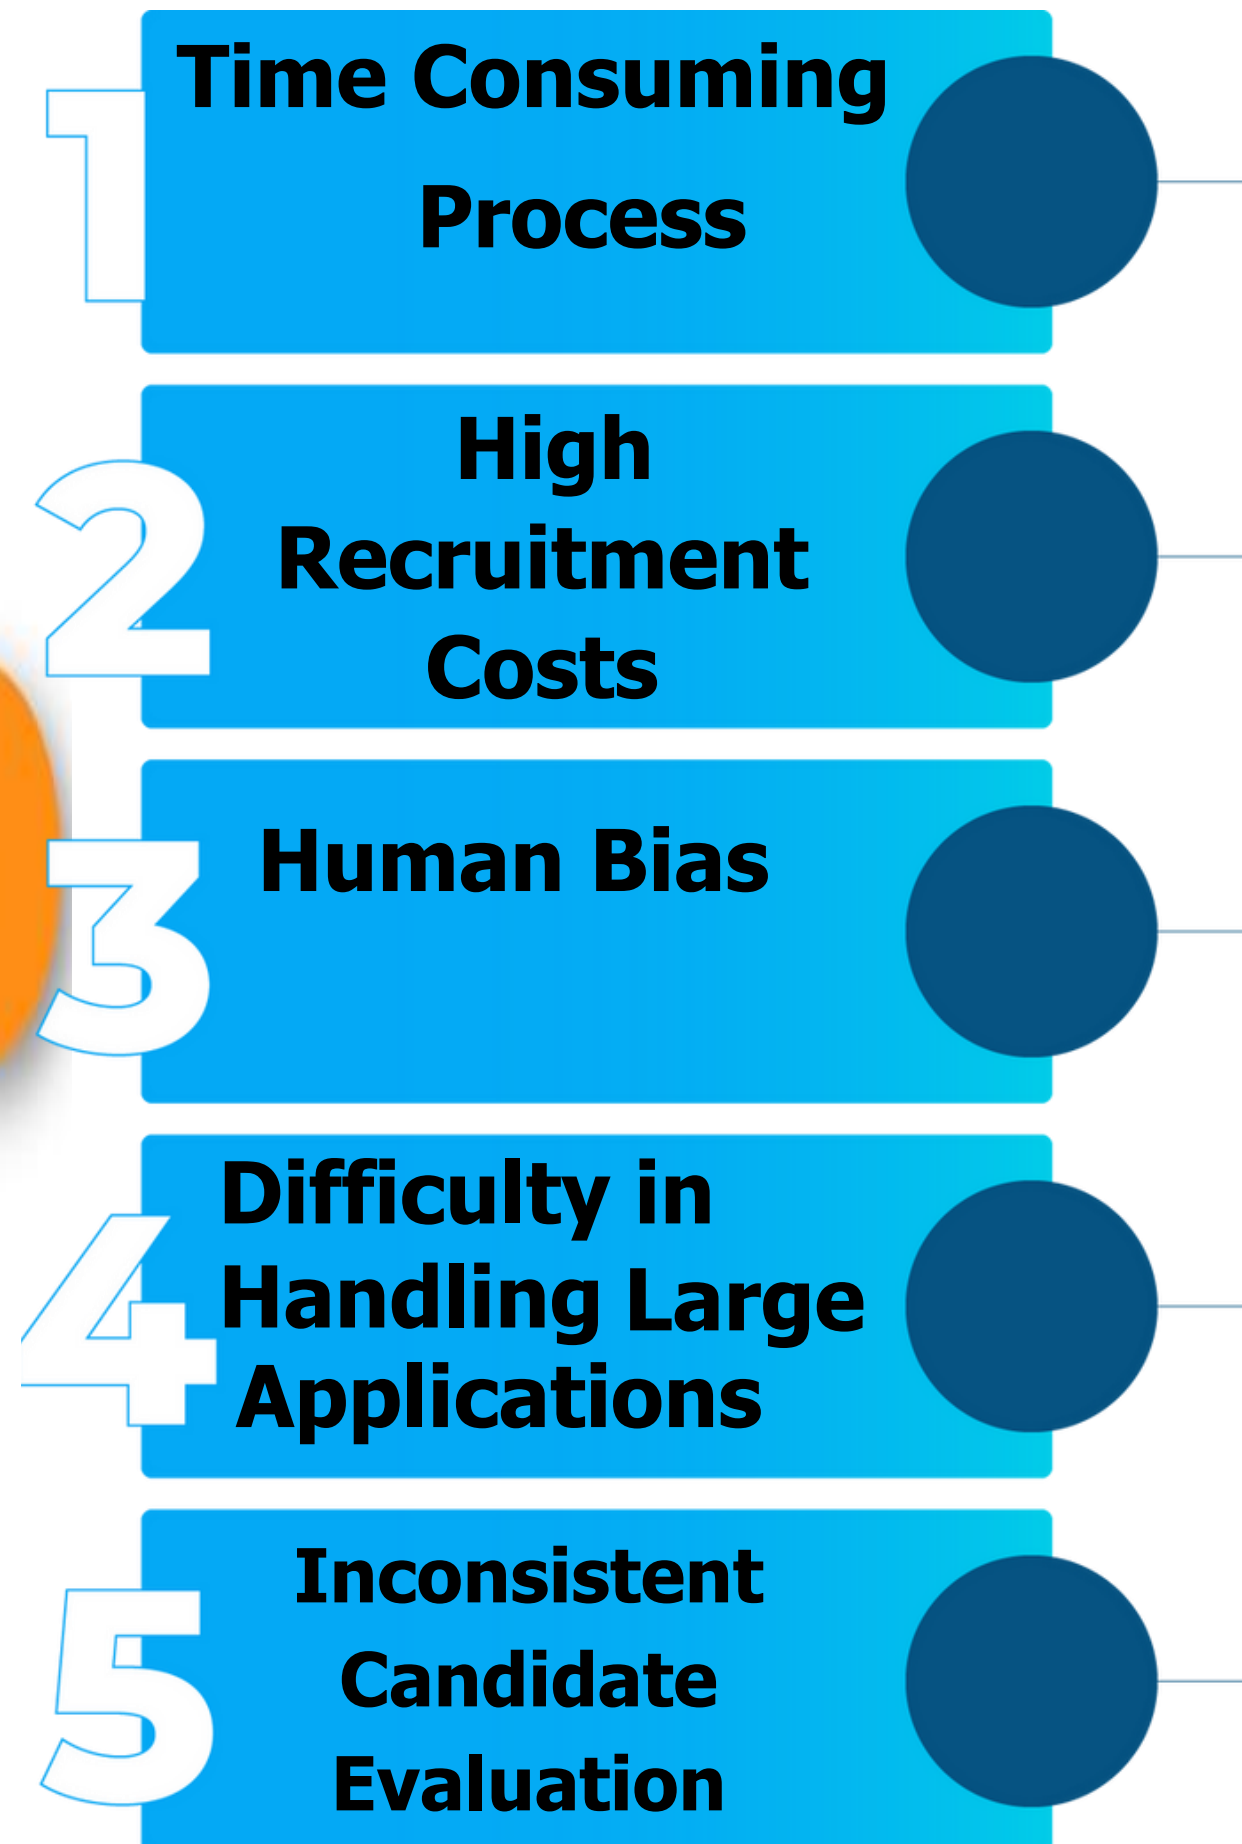 1
Time Consuming
Process
2
High
Recruitment
Costs
3
Human Bias
4
Difficulty in
Handling Large
Applications
5
Inconsistent
Candidate
Evaluation